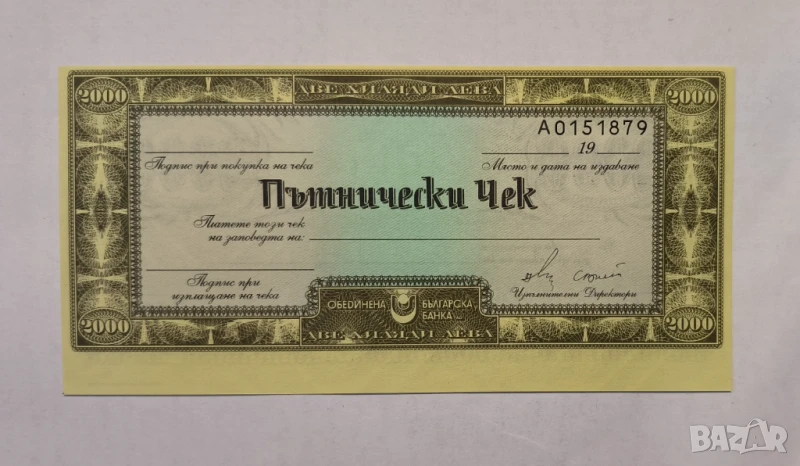 2000 ДВЕ ХИЛЯДИ ЛЕВА 2000
A0151879
19
Подпис при покупка на чека
Място и дата на издаване
Пътнически Чек
Платете този чек
на заповедта на:
Подпис при
изплащане на чека
Изпълнителни Директори
ОБЕДИНЕНА БЪЛГАРСКА
БАНКА
2000 ДВЕ ХИЛЯДИ ЛЕВА 2000
BAZAR